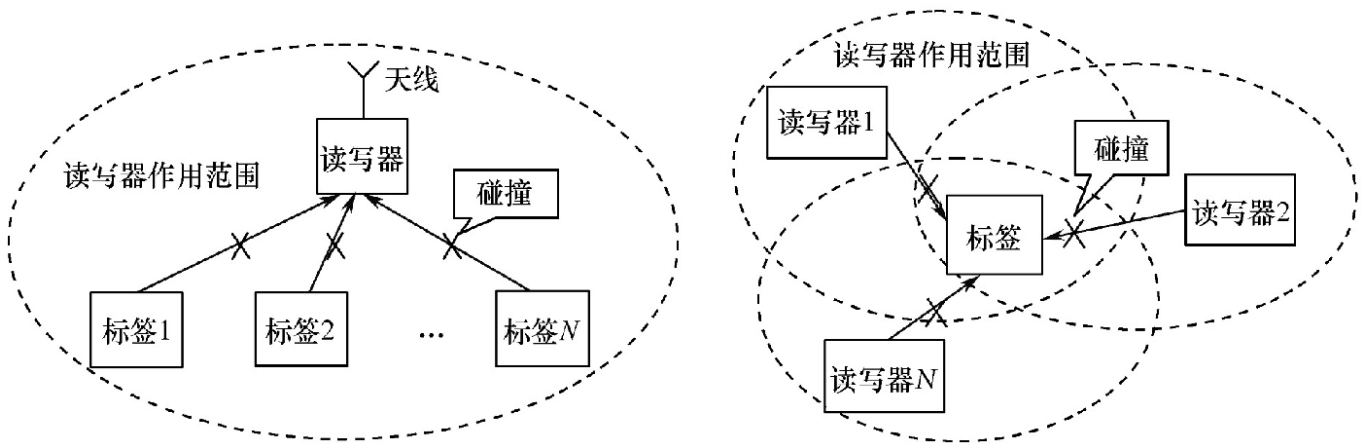 天线
读写器
读写器作用范围
碰撞
标签1
标签2
...
标签N
读写器作用范围
读写器1
碰撞
读写器2
标签
读写器N